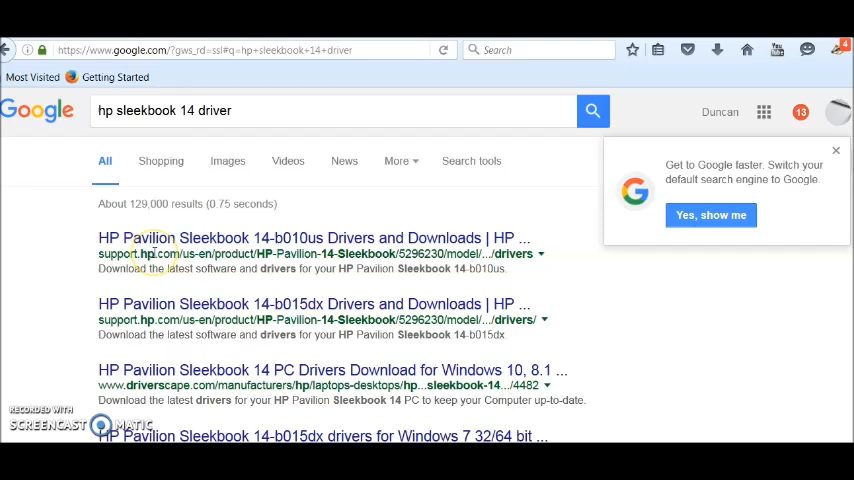 https://www.google.com/?gws_rd=ssl#q=hp+sleekbook+14+driver
Search
4
Most Visited
Getting Started
Google
hp sleekbook 14 driver
Duncan
13
All
Shopping
Images
Videos
News
More
Search tools
Get to Google faster. Switch your
default search engine to Google.
Yes, show me
About 129,000 results (0.75 seconds)
HP Pavilion Sleekbook 14-b010us Drivers and Downloads | HP ...
support.hp.com/us-en/product/HP-Pavilion-14-Sleekbook/5296230/model/.../drivers
Download the latest software and drivers for your HP Pavilion Sleekbook 14-b010us.
HP Pavilion Sleekbook 14-b015dx Drivers and Downloads | HP ...
support.hp.com/us-en/product/HP-Pavilion-14-Sleekbook/5296230/model/.../drivers/
Download the latest software and drivers for your HP Pavilion Sleekbook 14-b015dx.
HP Pavilion Sleekbook 14 PC Drivers Download for Windows 10, 8.1 ...
www.driverscape.com/manufacturers/hp/laptops-desktops/hp...sleekbook-14.../4482
Download the latest drivers for your HP Pavilion Sleekbook 14 PC to keep your Computer up-to-date.
HP Pavilion Sleekbook 14-b015dx drivers for Windows 7 32/64 bit ...
RECORDED WITH
SCREENCAST MATIC